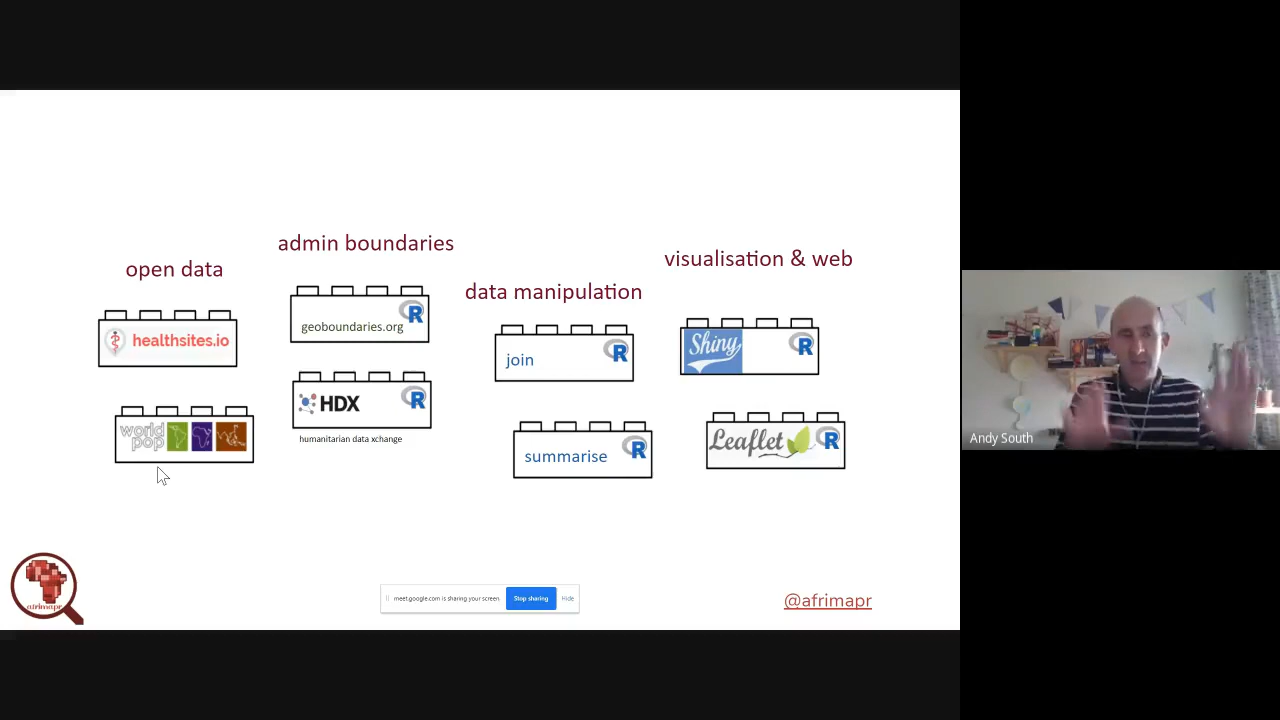 open data
healthsites.io
world
pop
admin boundaries
geoboundaries.org
R
HDX
R
humanitarian data xchange
data manipulation
join
R
summarise
R
visualisation & web
Shiny
R
Leaflet
R
afrimapr
meet.google.com is sharing your screen.
Stop sharing
Hide
@afrimapr
Andy South